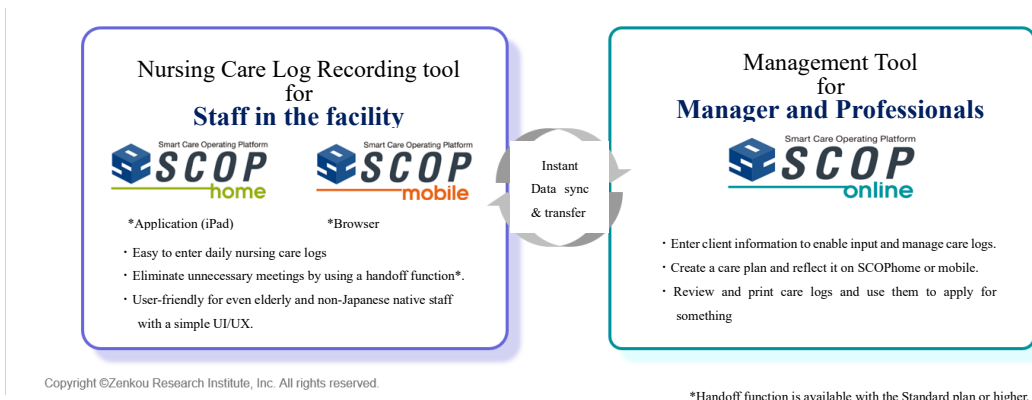 Nursing Care Log Recording tool
for
Staff in the facility
Smart Care Operating Platform
SCOP
home
Smart Care Operating Platform
SCOP
mobile
*Application (iPad)
*Browser
・Easy to enter daily nursing care logs
・Eliminate unnecessary meetings by using a handoff function*.
・User-friendly for even elderly and non-Japanese native staff
with a simple UI/UX.
Instant
Data sync
& transfer
Management Tool
for
Manager and Professionals
Smart Care Operating Platform
SCOP
online
・Enter client information to enable input and manage care logs.
・Create a care plan and reflect it on SCOPhome or mobile.
・Review and print care logs and use them to apply for
something
Copyright ©Zenkou Research Institute, Inc. All rights reserved.
*Handoff function is available with the Standard plan or higher.